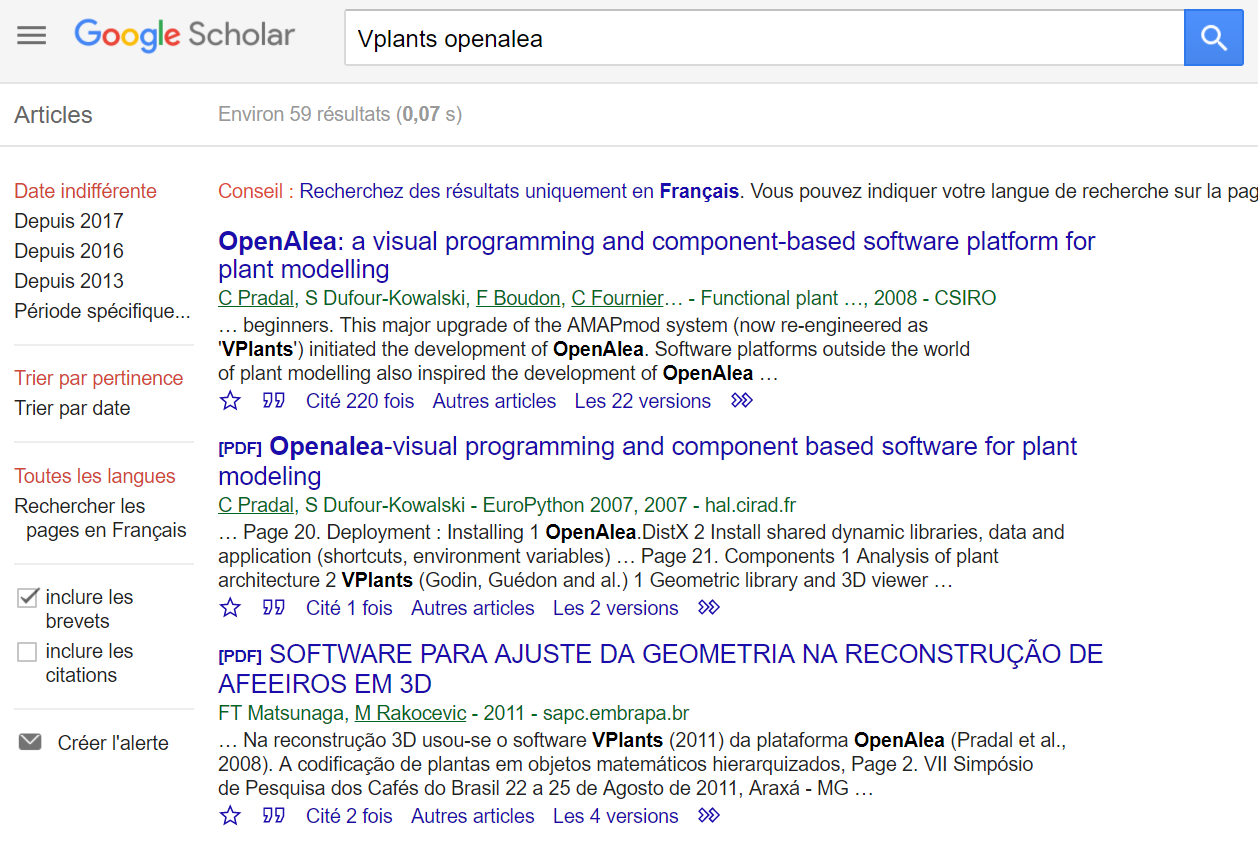 Google Scholar
Vplants openalea
Articles
Environ 59 résultats (0,07 s)
Date indifférente
Depuis 2017
Depuis 2016
Depuis 2013
Période spécifique...
Trier par pertinence
Trier par date
Toutes les langues
Rechercher les
pages en Français
inclure les
brevets
inclure les
citations
Créer l'alerte
Conseil : Recherchez des résultats uniquement en Français. Vous pouvez indiquer votre langue de recherche sur la pag
OpenAlea: a visual programming and component-based software platform for
plant modelling
C Pradal, S Dufour-Kowalski, F Boudon, C Fournier… - Functional plant …, 2008 - CSIRO
… beginners. This major upgrade of the AMAPmod system (now re-engineered as
'VPlants') initiated the development of OpenAlea. Software platforms outside the world
of plant modelling also inspired the development of OpenAlea …
Cité 220 fois Autres articles Les 22 versions
[PDF] Openalea-visual programming and component based software for plant
modeling
C Pradal, S Dufour-Kowalski - EuroPython 2007, 2007 - hal.cirad.fr
… Page 20. Deployment : Installing 1 OpenAlea.DistX 2 Install shared dynamic libraries, data and
application (shortcuts, environment variables) … Page 21. Components 1 Analysis of plant
architecture 2 VPlants (Godin, Guédon and al.) 1 Geometric library and 3D viewer …
Cité 1 fois Autres articles Les 2 versions
[PDF] SOFTWARE PARA AJUSTE DA GEOMETRIA NA RECONSTRUÇÃO DE
AFEEIROS EM 3D
FT Matsunaga, M Rakocevic - 2011 - sapc.embrapa.br
… Na reconstrução 3D usou-se o software VPlants (2011) da plataforma OpenAlea (Pradal et al.,
2008). A codificação de plantas em objetos matemáticos hierarquizados, Page 2. VII Simpósio
de Pesquisa dos Cafés do Brasil 22 a 25 de Agosto de 2011, Araxá - MG …
Cité 2 fois Autres articles Les 4 versions